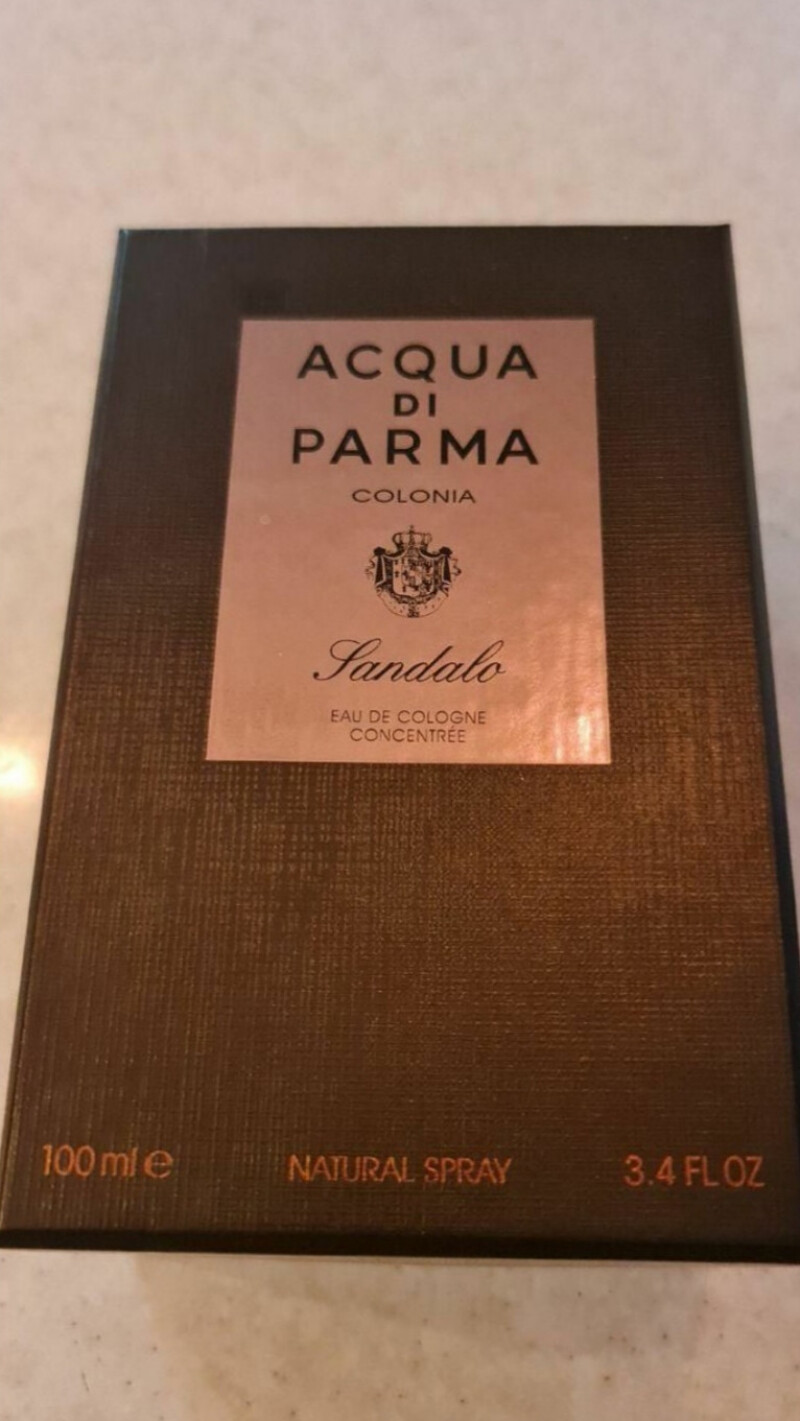 ACQUA
DI
PARMA
COLONIA
Sandalo
EAU DE COLOGNE
CONCENTRÉE
100 ml e NATURAL SPRAY 3.4 FL OZ